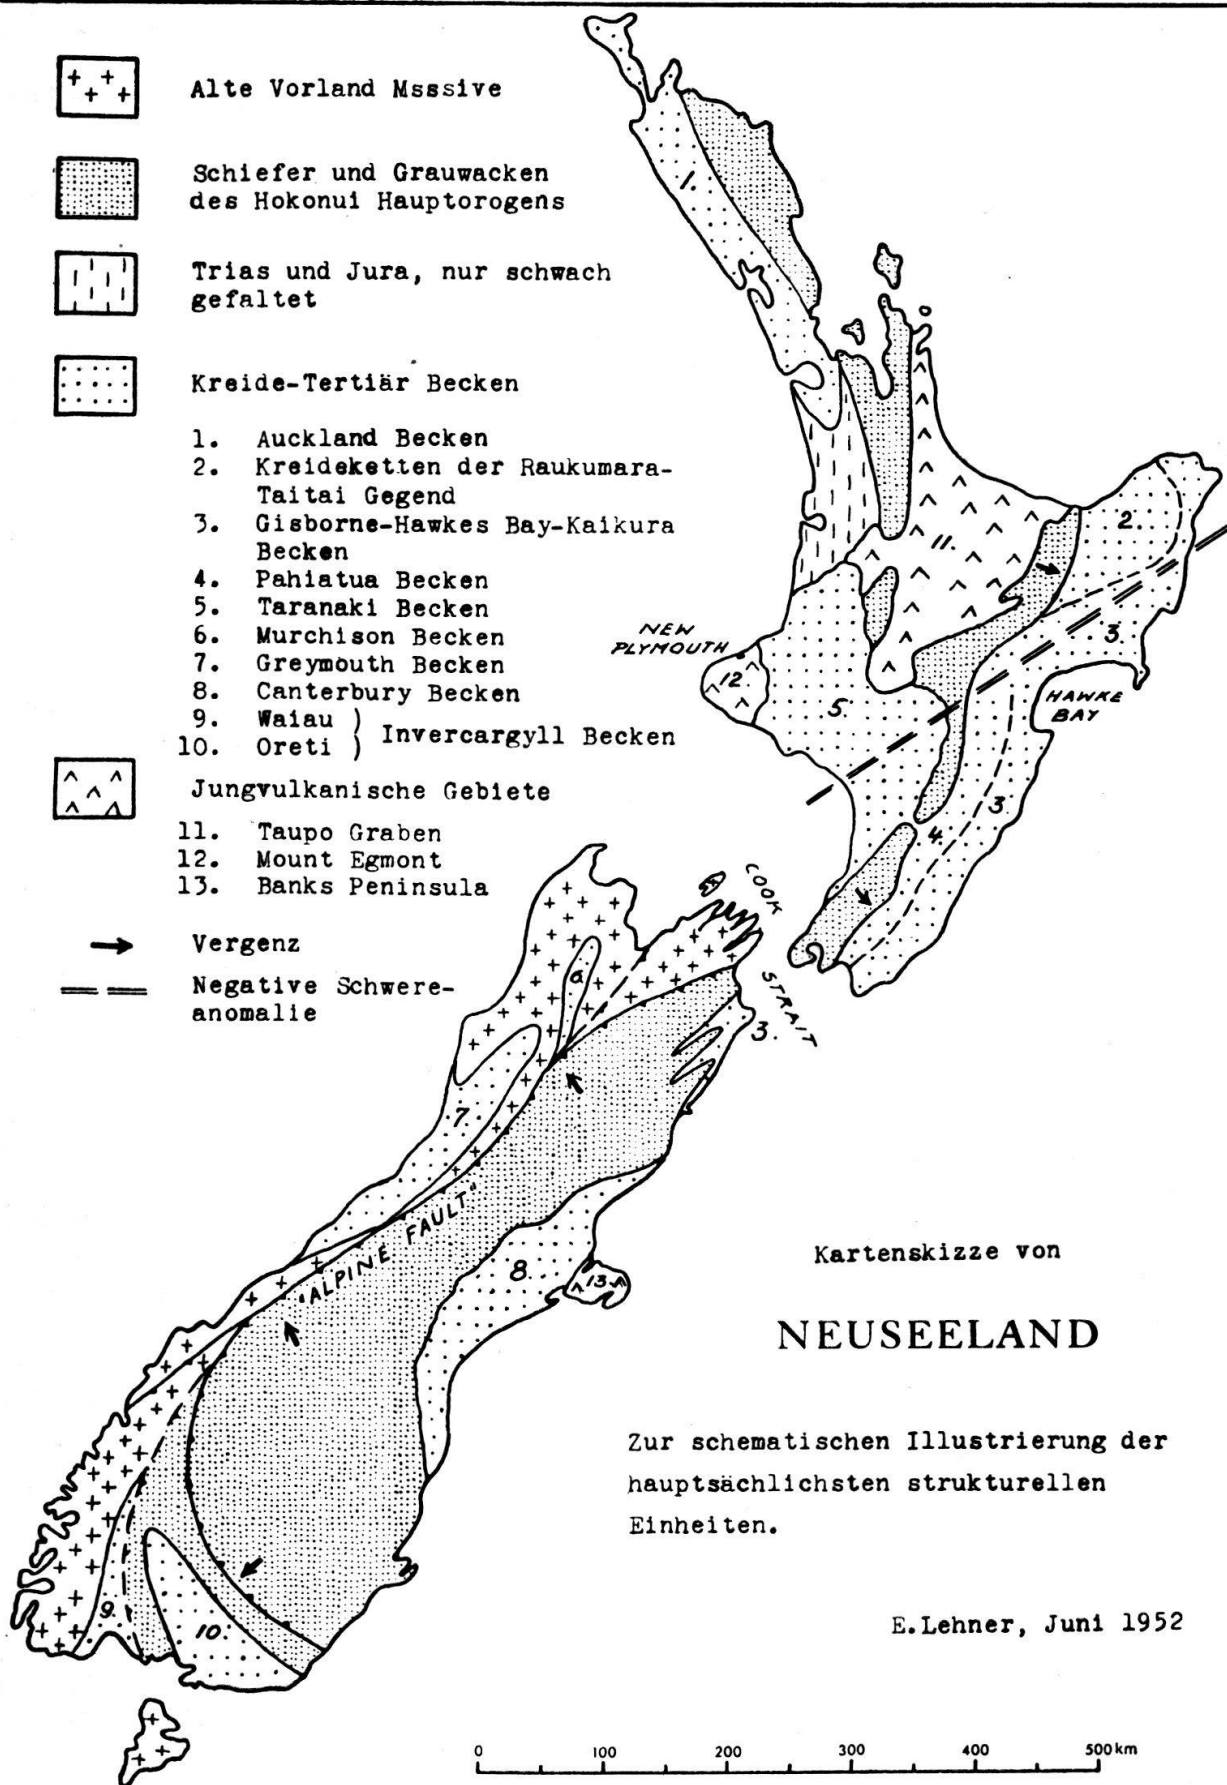 Alte Vorland Msssive
Schiefer und Grauwacken
des Hokonui Hauptorogens
Trias und Jura, nur schwach
gefaltet
Kreide-Tertiär Becken
1. Auckland Becken
2. Kreideketten der Raukumara-
Taitai Gegend
3. Gisborne-Hawkes Bay-Kaikura
Becken
4. Pahiatua Becken
5. Taranaki Becken
6. Murchison Becken
7. Greymouth Becken
8. Canterbury Becken
9. Waiau
10. Oreti
Invercargyll Becken
Jungvulkanische Gebiete
11. Taupo Graben
12. Mount Egmont
13. Banks Peninsula
Vergenz
Negative Schwere-
anomalie
1.
2.
11.
3.
NEW
PLYMOUTH
12.
5.
HAWKE
BAY
3
4.
COOK
STRAIT
6
3.
7.
"ALPINE FAULT"
8.
13
9.
10.
Kartenskizze von
NEUSEELAND
Zur schematischen Illustrierung der
hauptsächlichsten strukturellen
Einheiten.
E.Lehner, Juni 1952
0 100 200 300 400 500 km